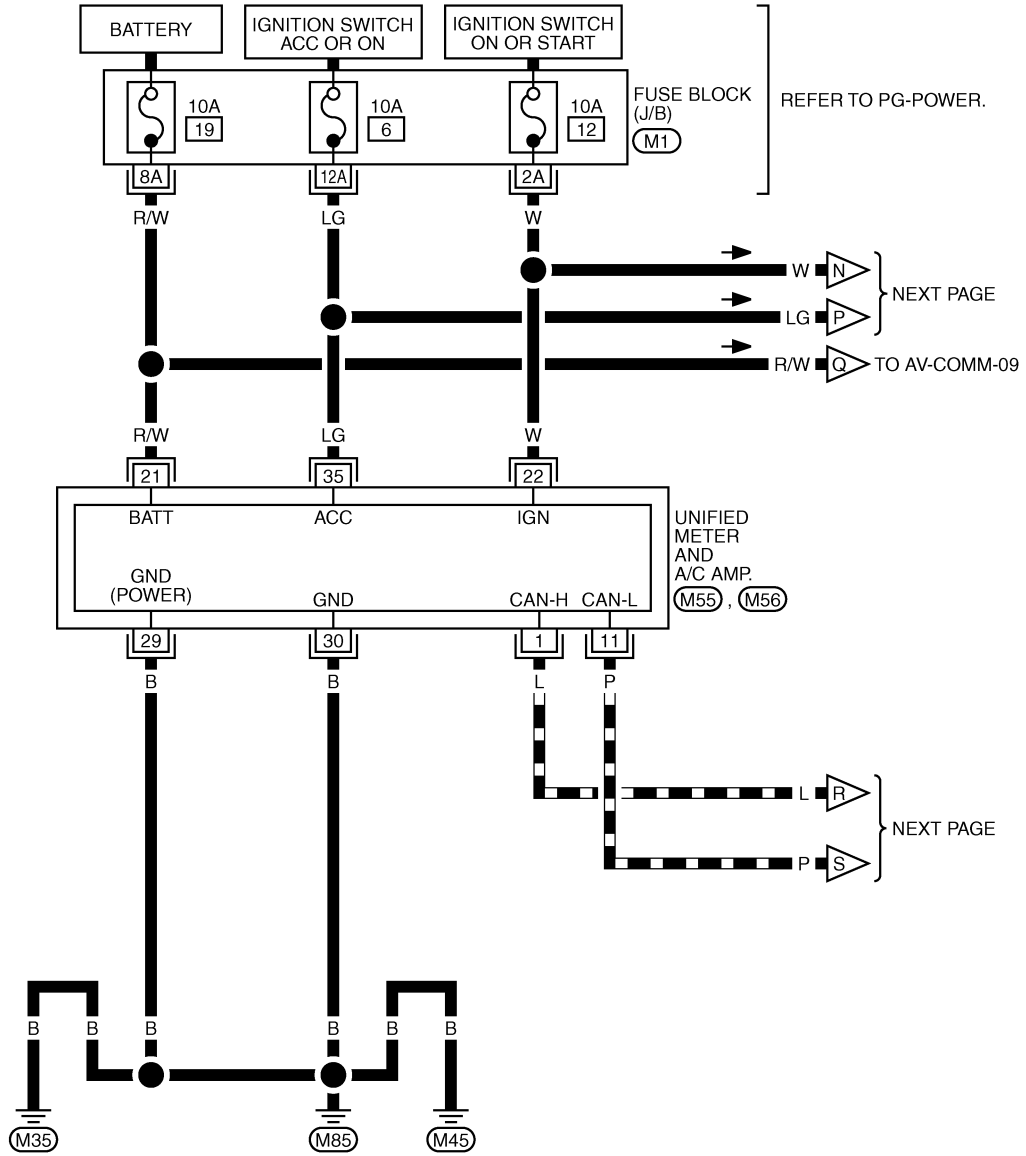 BATTERY
IGNITION SWITCH
ACC OR ON
IGNITION SWITCH
ON OR START
10A
19
10A
6
10A
12
FUSE BLOCK
(J/B)
M1
REFER TO PG-POWER.
8A
12A
2A
R/W
LG
W
W
N
NEXT PAGE
LG
P
R/W
Q
TO AV-COMM-09
R/W
LG
W
21
35
22
BATT
ACC
IGN
UNIFIED
METER
AND
A/C AMP.
M55 , M56
GND
(POWER)
GND
CAN-H
CAN-L
29
30
1
11
B
B
L
P
L
R
NEXT PAGE
P
S
B
B
B
B
B
B
M35
M85
M45